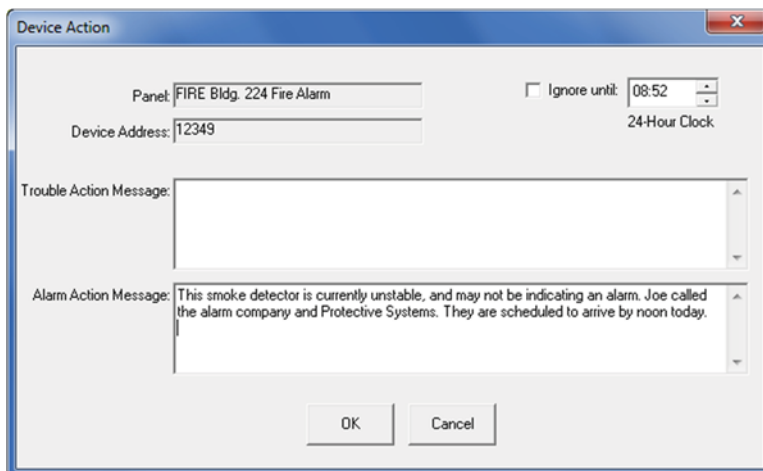 Device Action
Panel: FIRE Bldg. 224 Fire Alarm
Ignore until: 08:52
24-Hour Clock
Device Address: 12349
Trouble Action Message:
Alarm Action Message: This smoke detector is currently unstable, and may not be indicating an alarm. Joe called
the alarm company and Protective Systems. They are scheduled to arrive by noon today.
OK Cancel